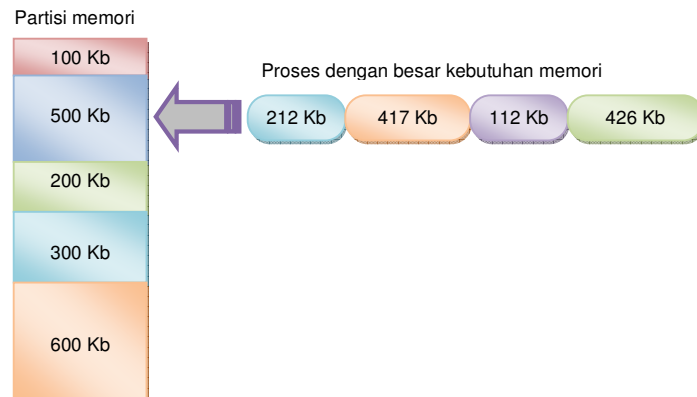 Partisi memori
100 Kb
500 Kb
200 Kb
300 Kb
600 Kb
Proses dengan besar kebutuhan memori
212 Kb 417 Kb 112 Kb 426 Kb